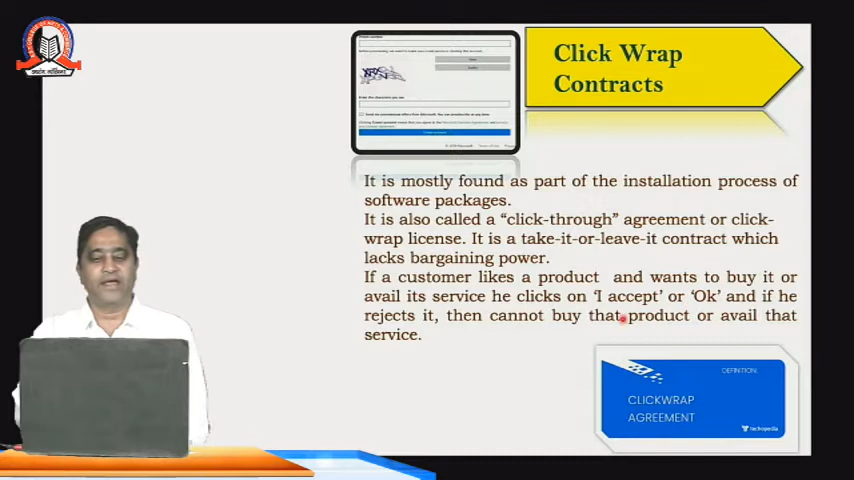 Click Wrap
Contracts
It is mostly found as part of the installation process of
software packages.
It is also called a “click-through” agreement or click-
wrap license. It is a take-it-or-leave-it contract which
lacks bargaining power.
If a customer likes a product and wants to buy it or
avail its service he clicks on ‘I accept’ or ‘Ok’ and if he
rejects it, then cannot buy that product or avail that
service.
DEFINITION:
CLICKWRAP
AGREEMENT
techopedia